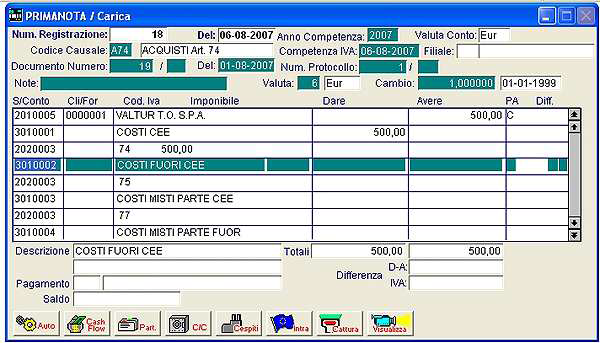 PRIMANOTA / Carica
Num. Registrazione: 18 Del: 06-08-2007 Anno Competenza: 2007 Valuta Conto: Eur
Codice Causale: A74 ACQUISTI Art. 74 Competenza IVA: 06-08-2007 Filiale:
Documento Numero: 19 / Del: 01-08-2007 Num. Protocollo: 1 /
Note: Valuta: 6 Eur Cambio: 1,000000 01-01-1999
S/Conto Cli/For Cod. Iva Imponibile Dare Avere PA Diff.
2010005 0000001 VALTUR T.O. S.P.A. 500,00 C
3010001 COSTI CEE 500,00
2020003 74 500,00
3010002 COSTI FUORI CEE
2020003 75
3010003 COSTI MISTI PARTE CEE
2020003 77
3010004 COSTI MISTI PARTE FUOR
Descrizione COSTI FUORI CEE Totali 500,00 500,00
Differenza D-A:
Pagamento IVA:
Saldo
Auto Cash Flow Part. C/C Cespiti Intra Cattura Visualizza